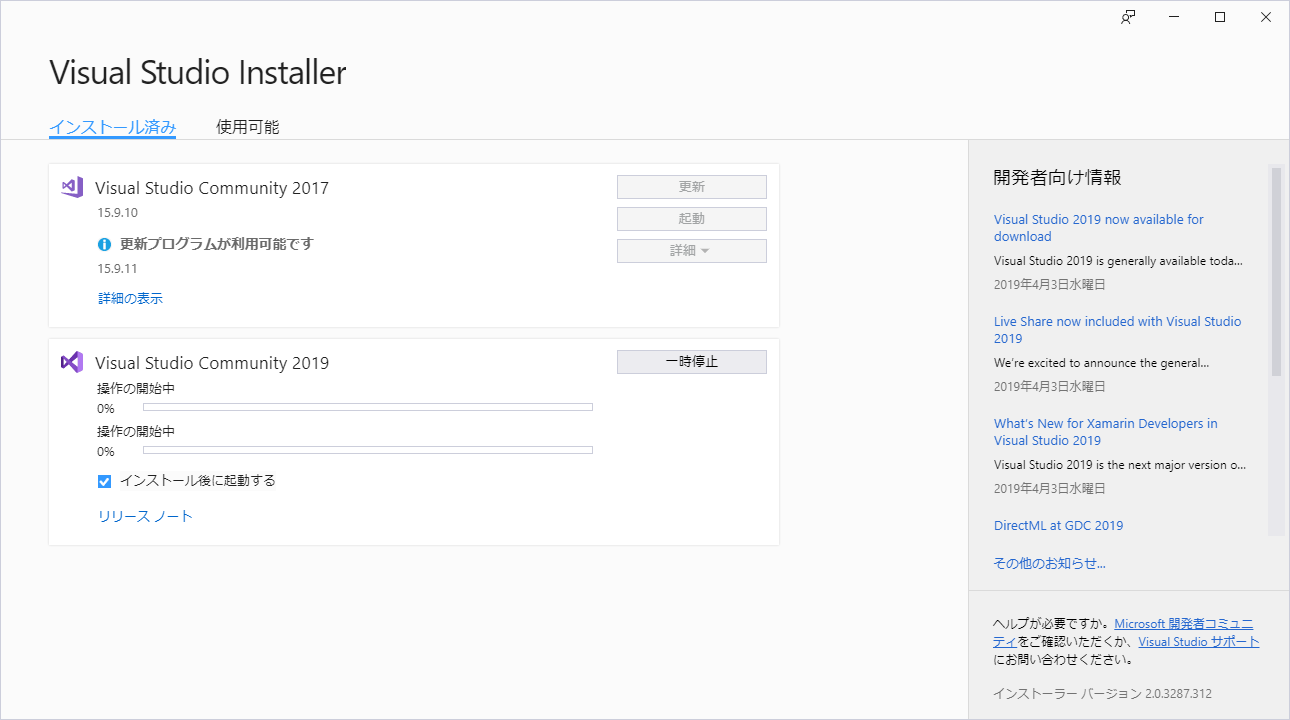 Visual Studio Installer
インストール済み
使用可能
Visual Studio Community 2017
15.9.10
更新プログラムが利用可能です
15.9.11
詳細の表示
更新
起動
詳細
Visual Studio Community 2019
操作の開始中
0%
操作の開始中
0%
インストール後に起動する
リリース ノート
一時停止
開発者向け情報
Visual Studio 2019 now available for
download
Visual Studio 2019 is generally available toda...
2019年4月3日水曜日
Live Share now included with Visual Studio
2019
We're excited to announce the general...
2019年4月3日水曜日
What's New for Xamarin Developers in
Visual Studio 2019
Visual Studio 2019 is the next major version o...
2019年4月3日水曜日
DirectML at GDC 2019
その他のお知らせ...
ヘルプが必要ですか。Microsoft 開発者コミュニ
ティをご確認いただくか、Visual Studio サポート
にお問い合わせください。
インストーラー バージョン 2.0.3287.312